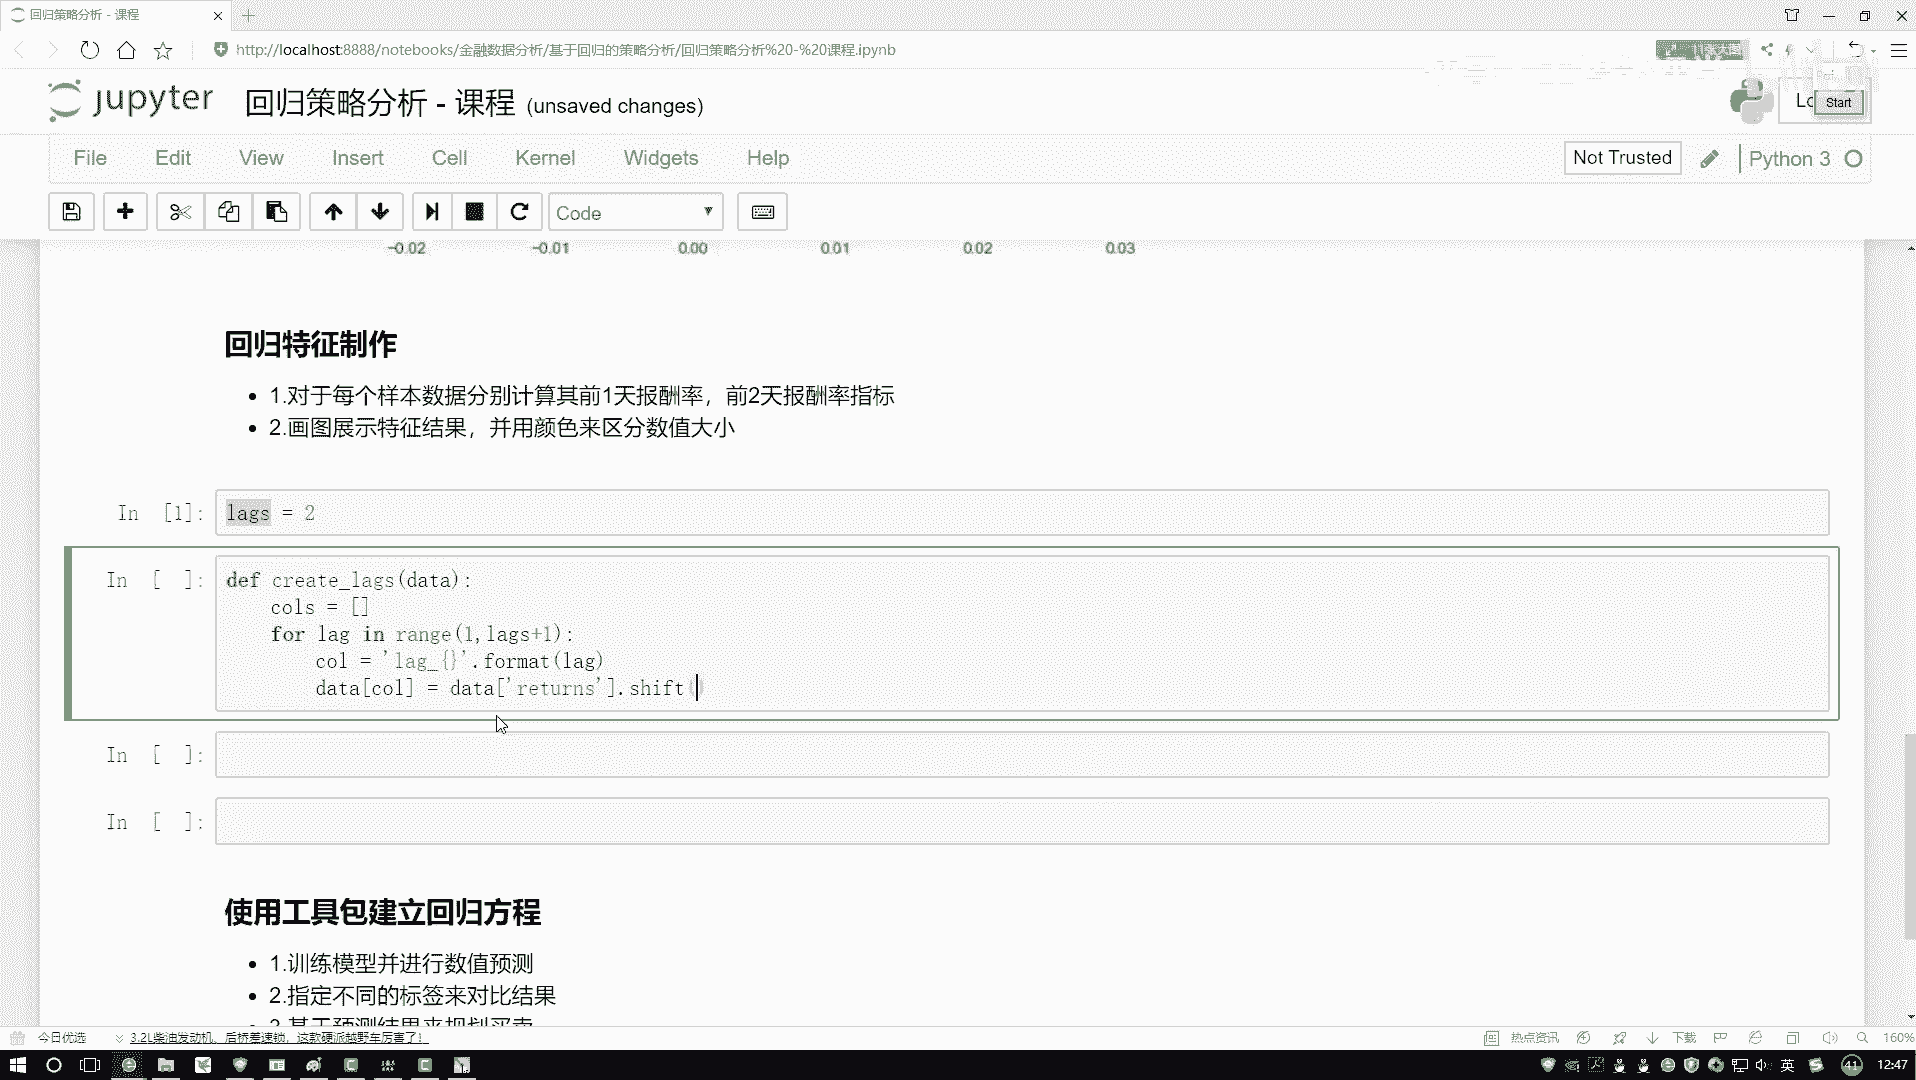 回归策略分析 - 课程
http://localhost:8888/notebooks/金融数据分析/基于回归的策略分析/回归策略分析%20-%20课程.ipynb
jupyter 回归策略分析 - 课程 (unsaved changes)
Start
File Edit View Insert Cell Kernel Widgets Help
Not Trusted
Python 3
Code
-0.02 -0.01 0.00 0.01 0.02 0.03
回归特征制作
1.对于每个样本数据分别计算其前1天报酬率，前2天报酬率指标
2.画图展示特征结果，并用颜色来区分数值大小
In [1]: lags = 2
In [ ]: def create_lags(data):
cols = []
for lag in range(1,lags+1):
col = 'lag_{}'.format(lag)
data[col] = data['returns'].shift()
In [ ]:
In [ ]:
使用工具包建立回归方程
1.训练模型并进行数值预测
2.指定不同的标签来对比结果
今日优选
3.2L柴油发动机、后桥差速锁，这款硬派越野车厉害了！
热点资讯
下载
160%
英
41
12:47